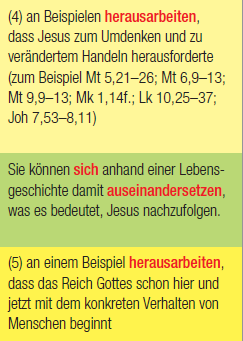 (4) an Beispielen herausarbeiten,
dass Jesus zum Umdenken und zu
verändertem Handeln herausforderte
(zum Beispiel Mt 5,21–26; Mt 6,9–13;
Mt 9,9–13; Mk 1,14f.; Lk 10,25–37;
Joh 7,53–8,11)
Sie können sich anhand einer Lebens-
geschichte damit auseinandersetzen,
was es bedeutet, Jesus nachzufolgen.
(5) an einem Beispiel herausarbeiten,
dass das Reich Gottes schon hier und
jetzt mit dem konkreten Verhalten von
Menschen beginnt